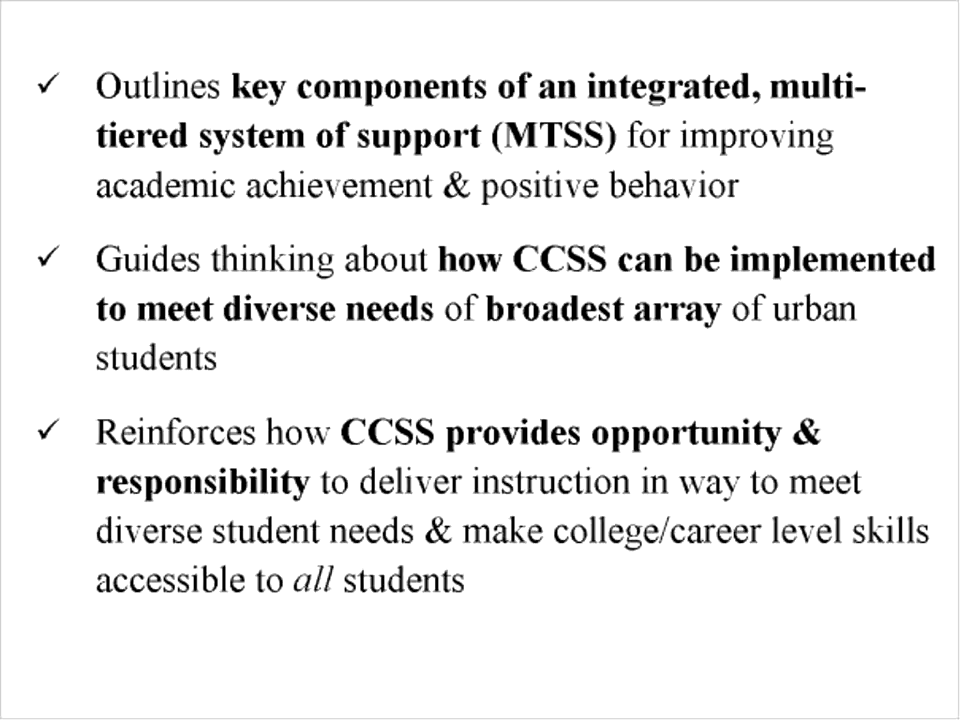 ✓ Outlines key components of an integrated, multi-
tiered system of support (MTSS) for improving
academic achievement & positive behavior
✓ Guides thinking about how CCSS can be implemented
to meet diverse needs of broadest array of urban
students
✓ Reinforces how CCSS provides opportunity &
responsibility to deliver instruction in way to meet
diverse student needs & make college/career level skills
accessible to all students